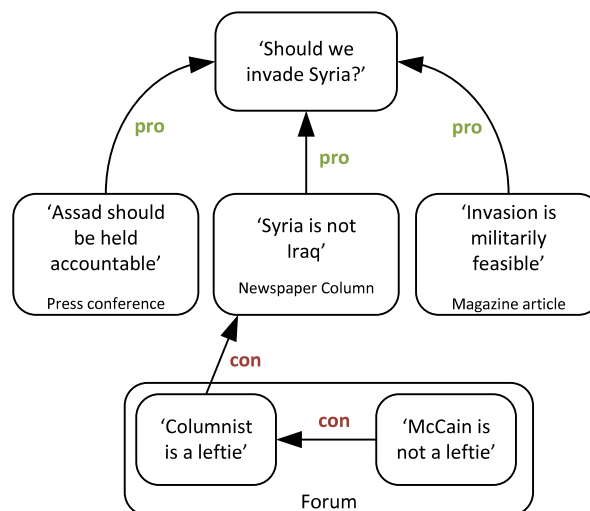 ‘Should we
invade Syria?’
pro
pro
pro
‘Assad should
be held
accountable’
Press conference
‘Syria is not
Iraq’
Newspaper Column
‘Invasion is
militarily
feasible’
Magazine article
con
‘Columnist
is a leftie’
con
‘McCain is
not a leftie’
Forum